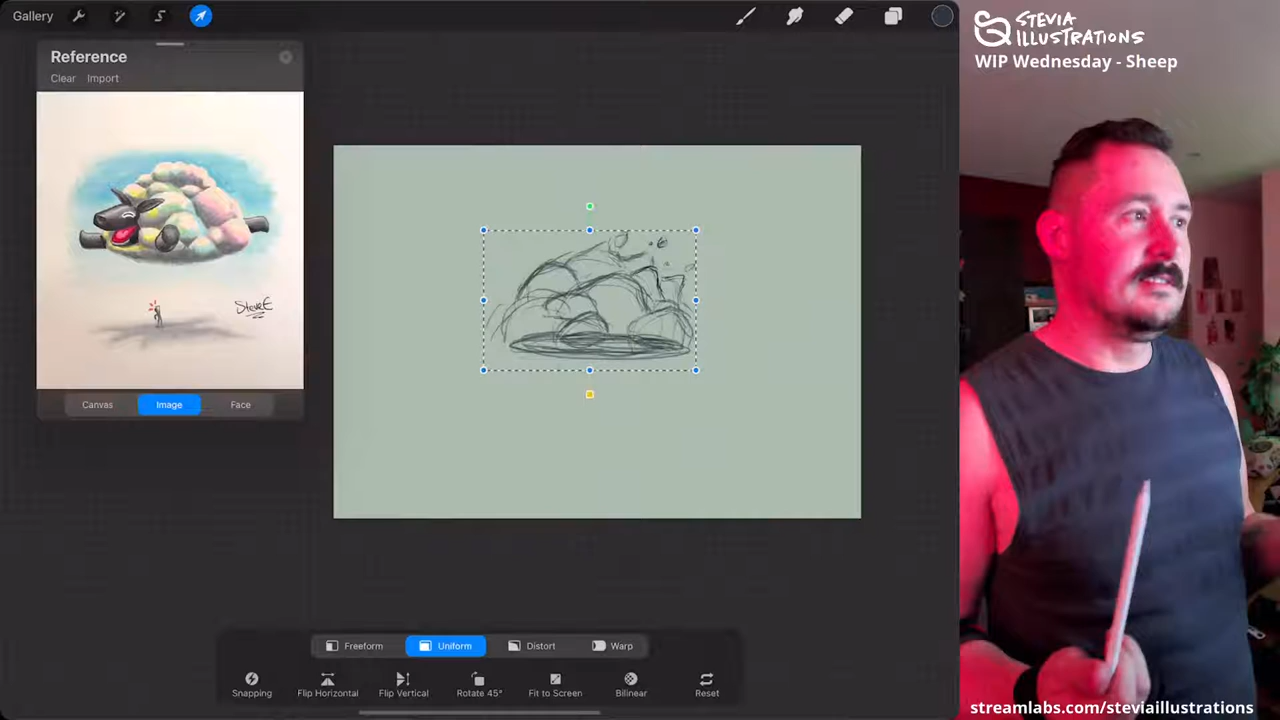 Gallery
Reference
Clear Import
SteveE
Canvas Image Face
Freeform Uniform Distort Warp
Snapping Flip Horizontal Flip Vertical Rotate 45° Fit to Screen Bilinear Reset
STEVIA
ILLUSTRATIONS
WIP Wednesday - Sheep
streamlabs.com/steviaillustrations